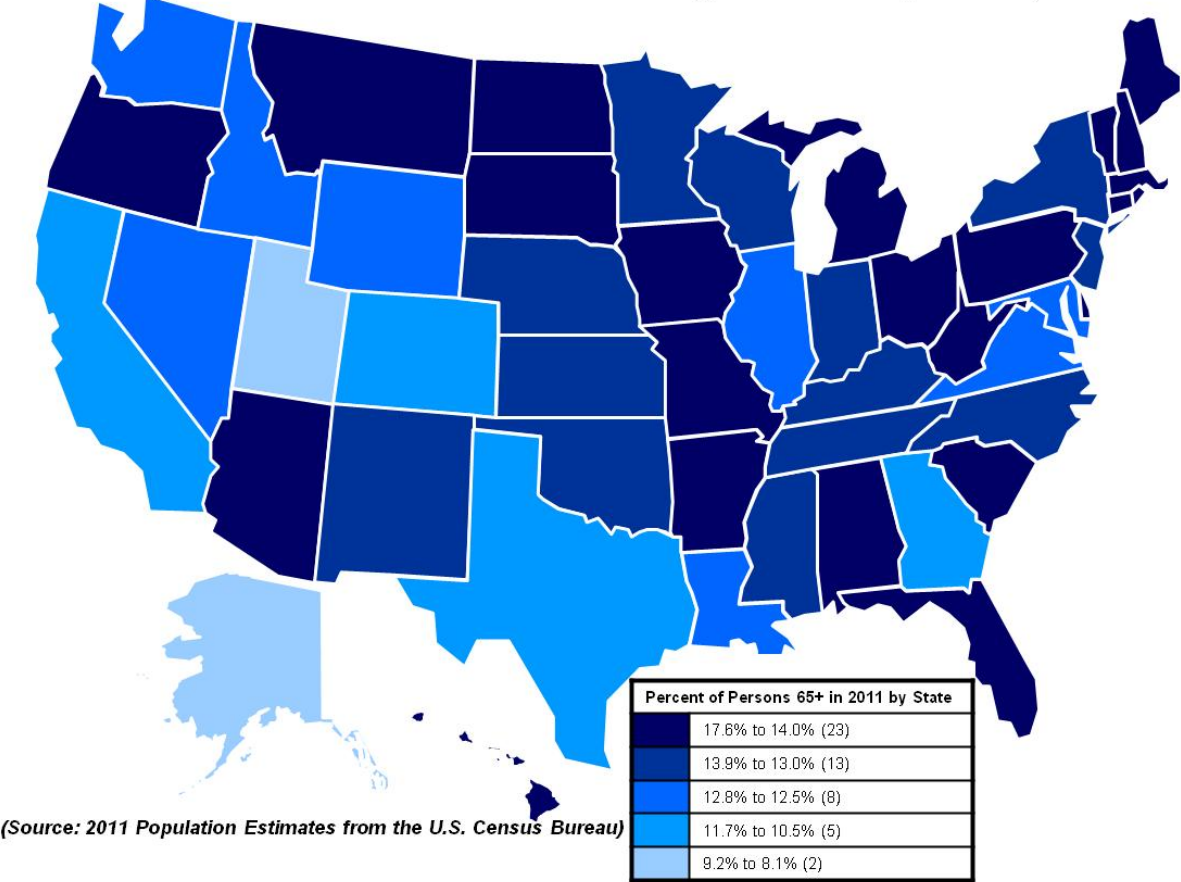 Percent of Persons 65+ in 2011 by State
17.6% to 14.0% (23)
13.9% to 13.0% (13)
12.8% to 12.5% (8)
11.7% to 10.5% (5)
9.2% to 8.1% (2)
(Source: 2011 Population Estimates from the U.S. Census Bureau)